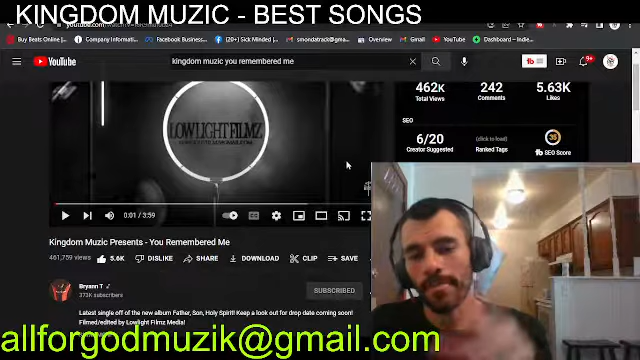 KINGDOM MUZIC - BEST SONGS
Buy Beats Online |...
Company Informati...
Facebook Business...
(20+) Sick Minded |...
smondatrack@gma...
Overview
Gmail
YouTube
Dashboard – Indie...
YouTube
kingdom muzic you remembered me
9+
462K
242
5.63K
Total Views
Comments
Likes
SEO
6/20
(click to load)
Creator Suggested
Ranked Tags
SEO Score
LOWLIGHTFILMZ
0:01 / 3:59
Kingdom Muzic Presents - You Remembered Me
461,759 views
5.6K
DISLIKE
SHARE
DOWNLOAD
CLIP
SAVE
Bryann T
373K subscribers
SUBSCRIBED
Latest single off of the new album Father, Son, Holy Spirit! Keep a look out for drop date coming soon!
Filmed/edited by Lowlight Filmz Media!
allforgodmuzik@gmail.com